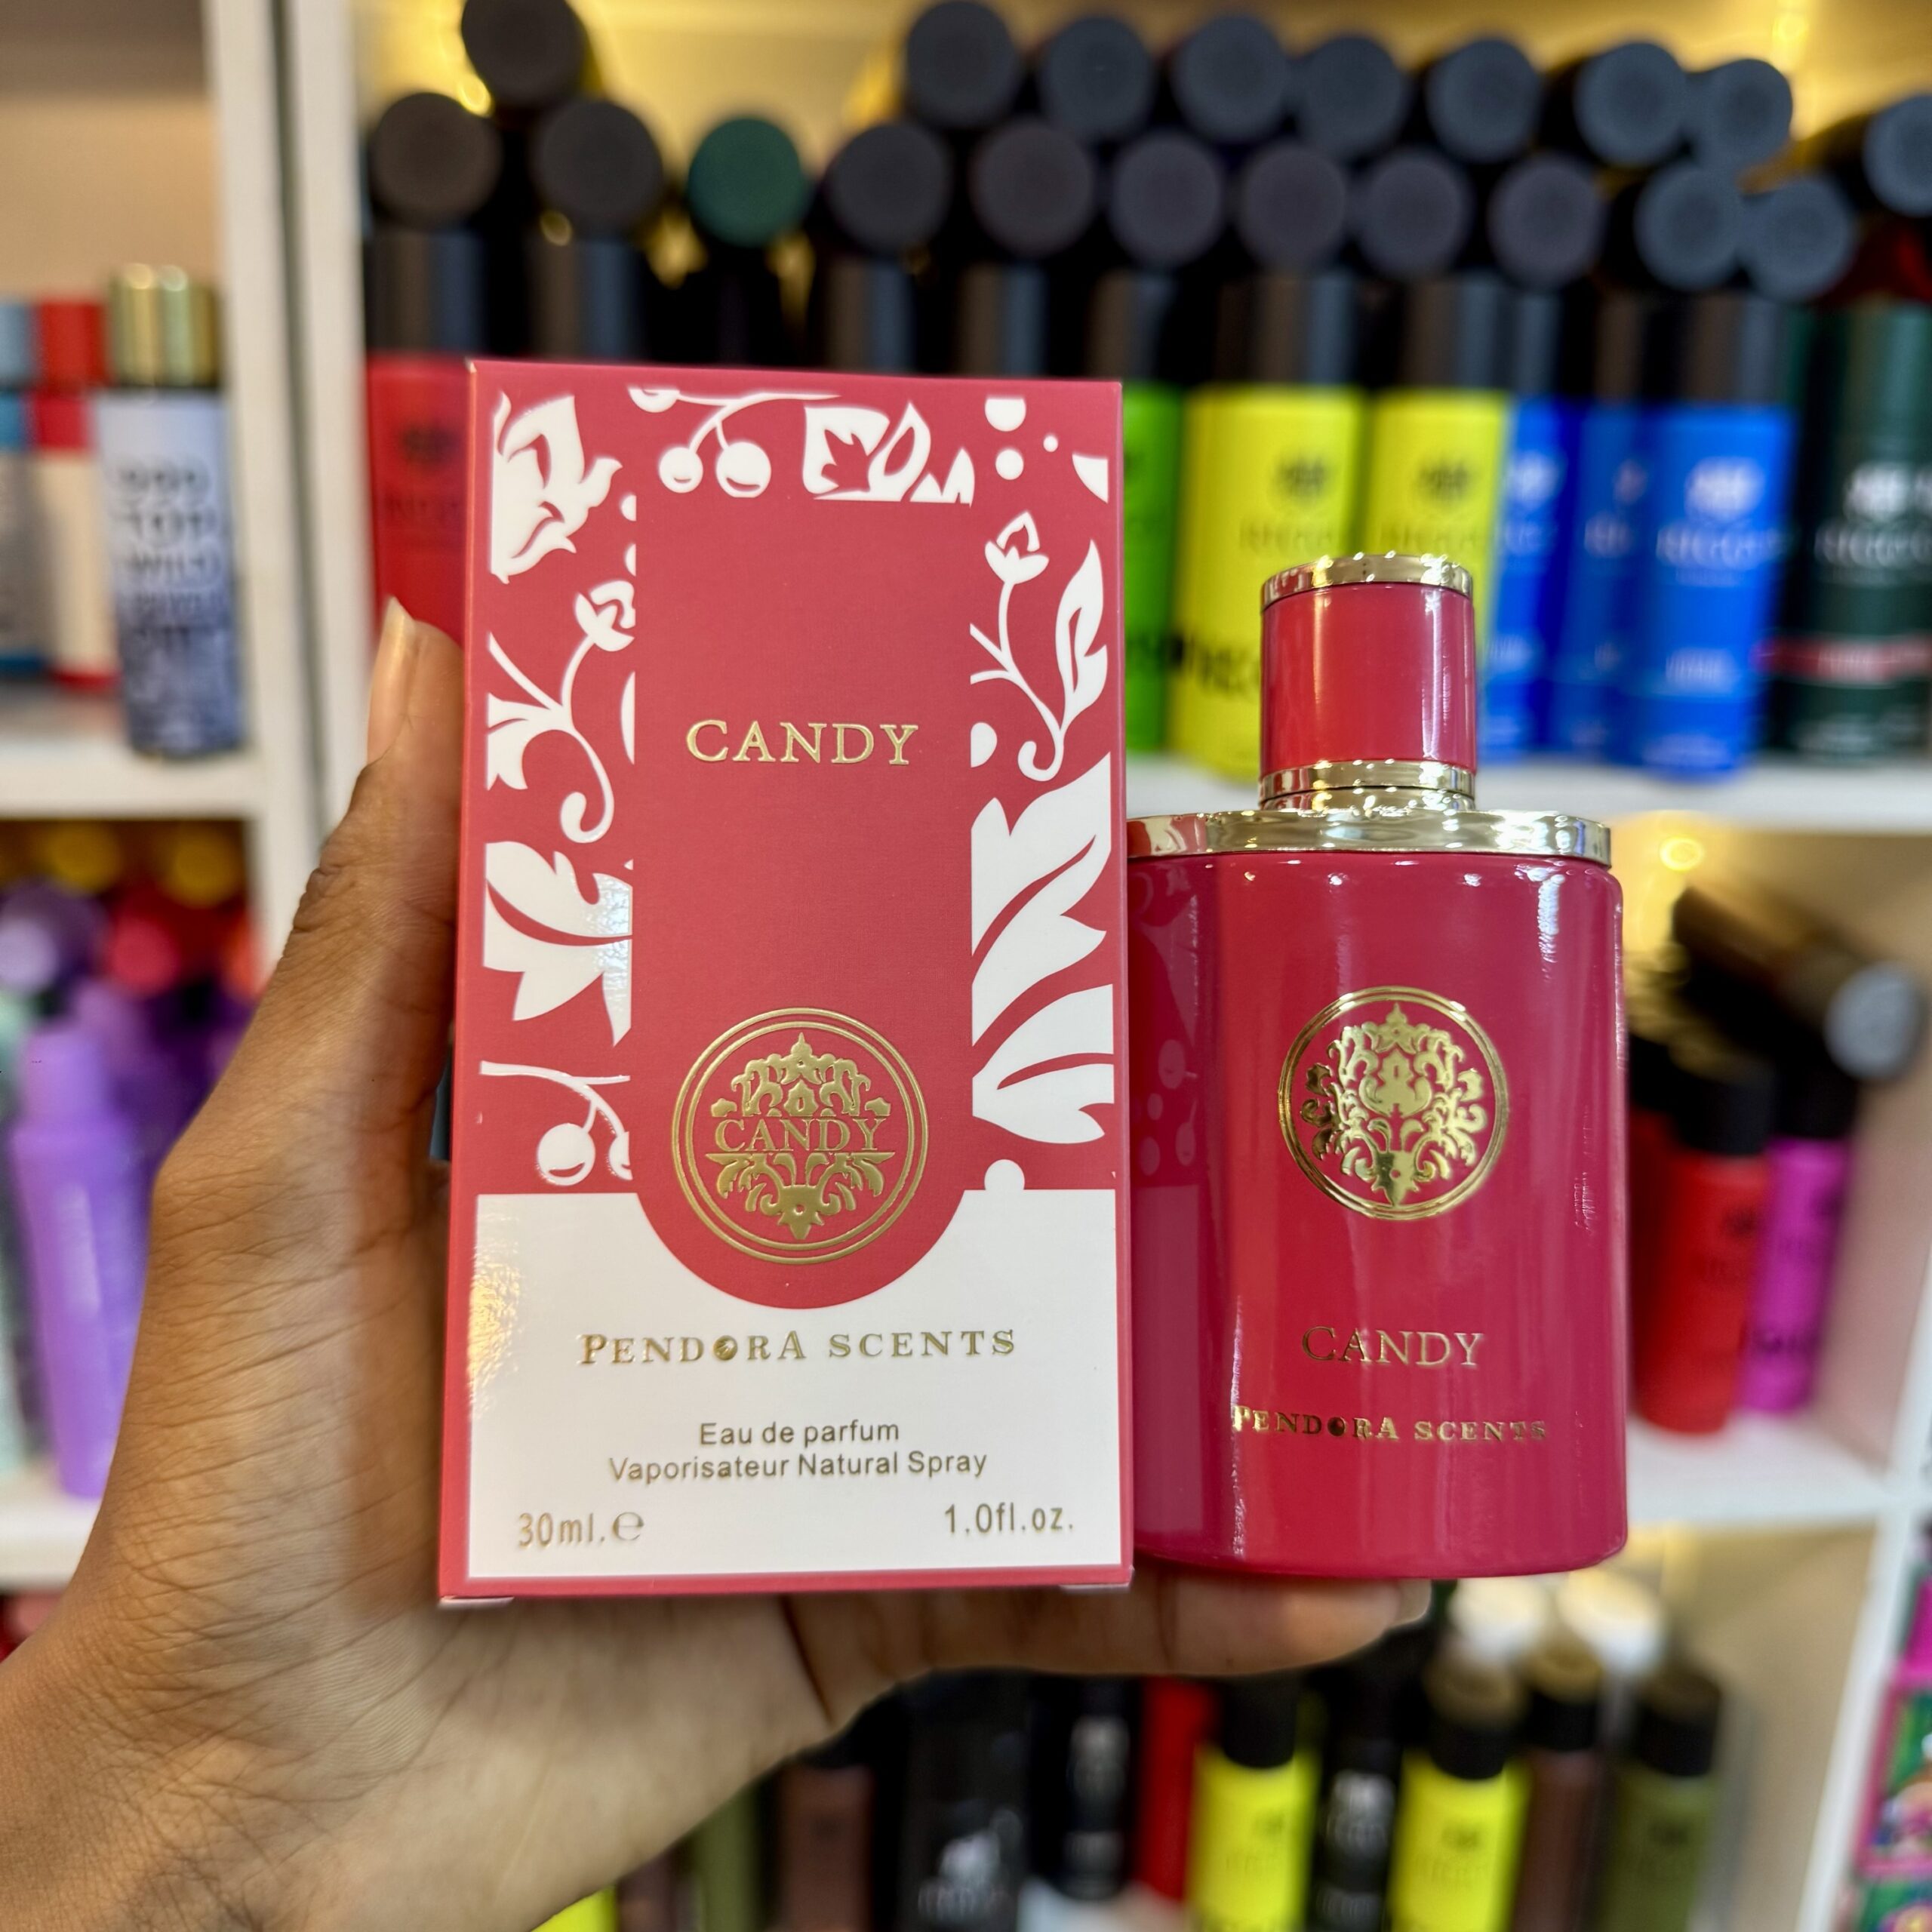 CANDY
CANDY
PENDORA SCENTS
Eau de parfum
Vaporisateur Natural Spray
30ml.℮
1.0fl.oz.
CANDY
PENDORA SCENTS